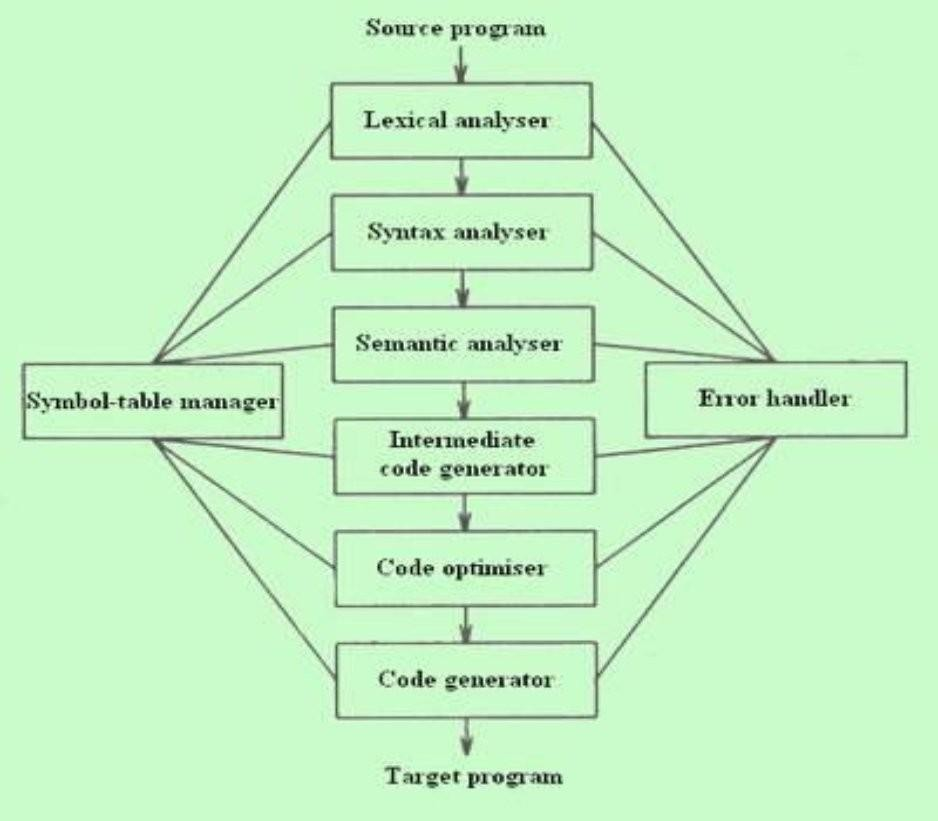 Source program
Lexical analyser
Syntax analyser
Semantic analyser
Symbol-table manager
Error handler
Intermediate
code generator
Code optimiser
Code generator
Target program